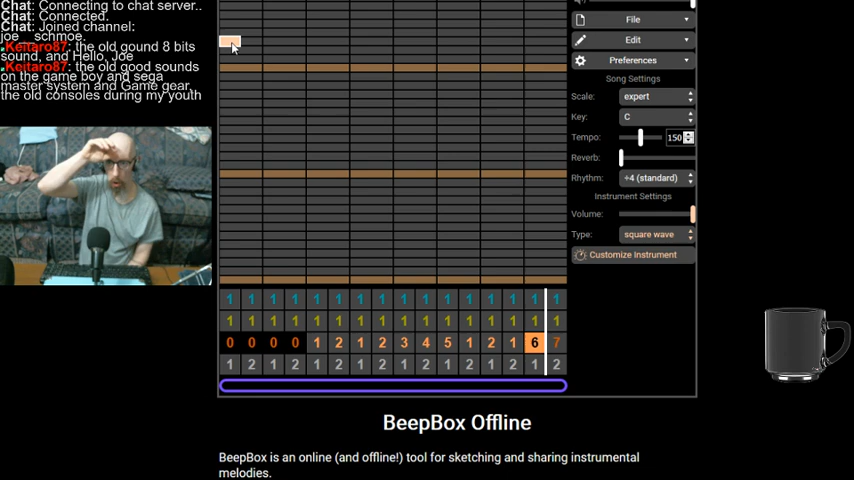 Chat: Connecting to chat server..
Chat: Connected.
Chat: Joined channel:
joe__schmoe.
Keitaro87: the old gound 8 bits
sound, and Hello, Joe
Keitaro87: the old good sounds
on the game boy and sega
master system and Game gear,
the old consoles during my youth
File
Edit
Preferences
Song Settings
Scale: expert
Key: C
Tempo: 150
Reverb:
Rhythm: ÷4 (standard)
Instrument Settings
Volume:
Type: square wave
Customize Instrument
1 1 1 1 1 1 1 1 1 1 1 1 1 1 1 1
1 1 1 1 1 1 1 1 1 1 1 1 1 1 1 1
0 0 0 0 1 2 1 2 3 4 5 1 2 1 6 7
1 2 1 2 1 2 1 2 1 2 1 2 1 2 1 2
BeepBox Offline
BeepBox is an online (and offline!) tool for sketching and sharing instrumental
melodies.